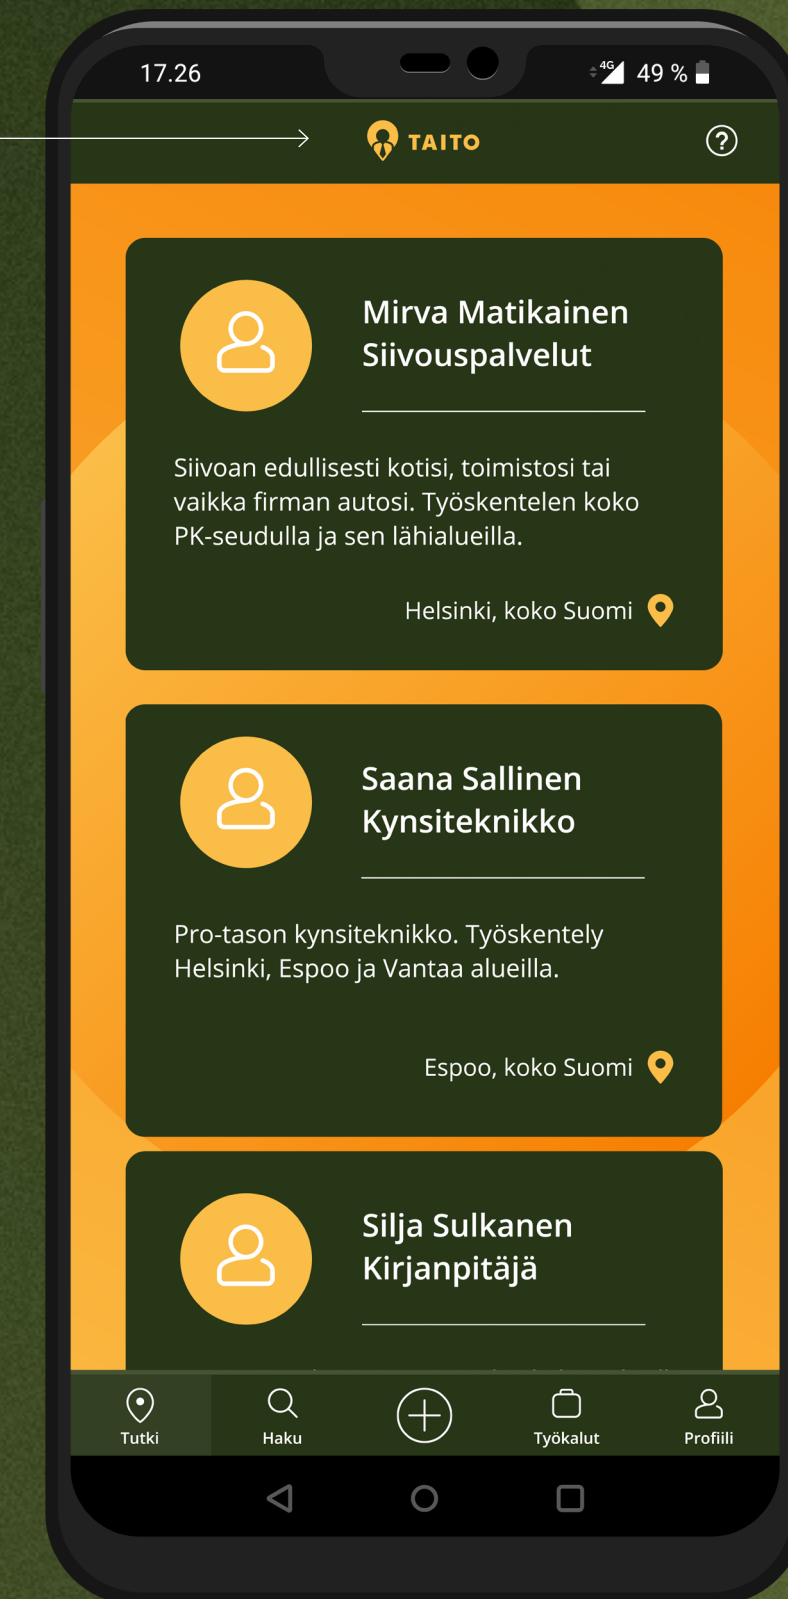 17.26
4G
49 %
TAITO
?
Mirva Matikainen
Siivouspalvelut
Siivoan edullisesti kotisi, toimistosi tai
vaikka firman autosi. Työskentelen koko
PK-seudulla ja sen lähialueilla.
Helsinki, koko Suomi
Saana Sallinen
Kynsiteknikko
Pro-tason kynsiteknikko. Työskentely
Helsinki, Espoo ja Vantaa alueilla.
Espoo, koko Suomi
Silja Sulkanen
Kirjanpitäjä
Tutki
Haku
Työkalut
Profiili